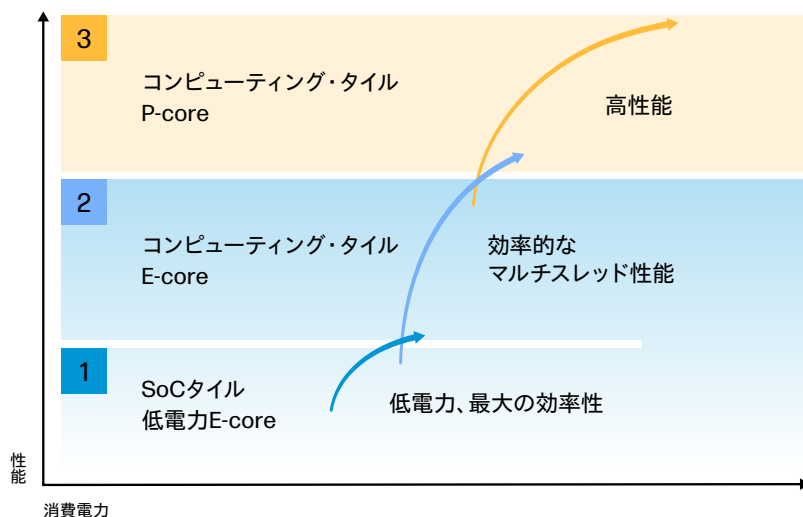 3
コンピューティング・タイル
P-core
高性能
2
コンピューティング・タイル
E-core
効率的な
マルチスレッド性能
1
SoCタイル
低電力E-core
低電力、最大の効率性
性能
消費電力